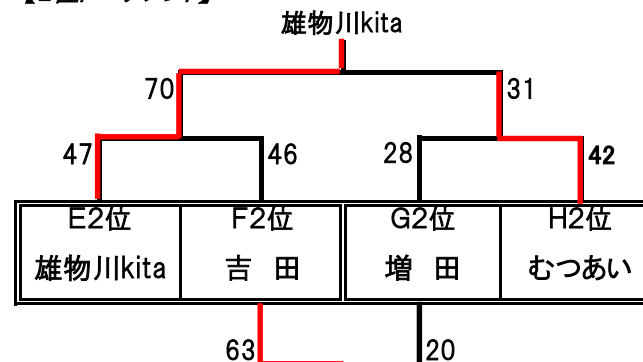 雄物川kita
70 31
47 46 28 42
E2位 F2位 G2位 H2位
雄物川kita 吉 田 増 田 むつあい
63 20